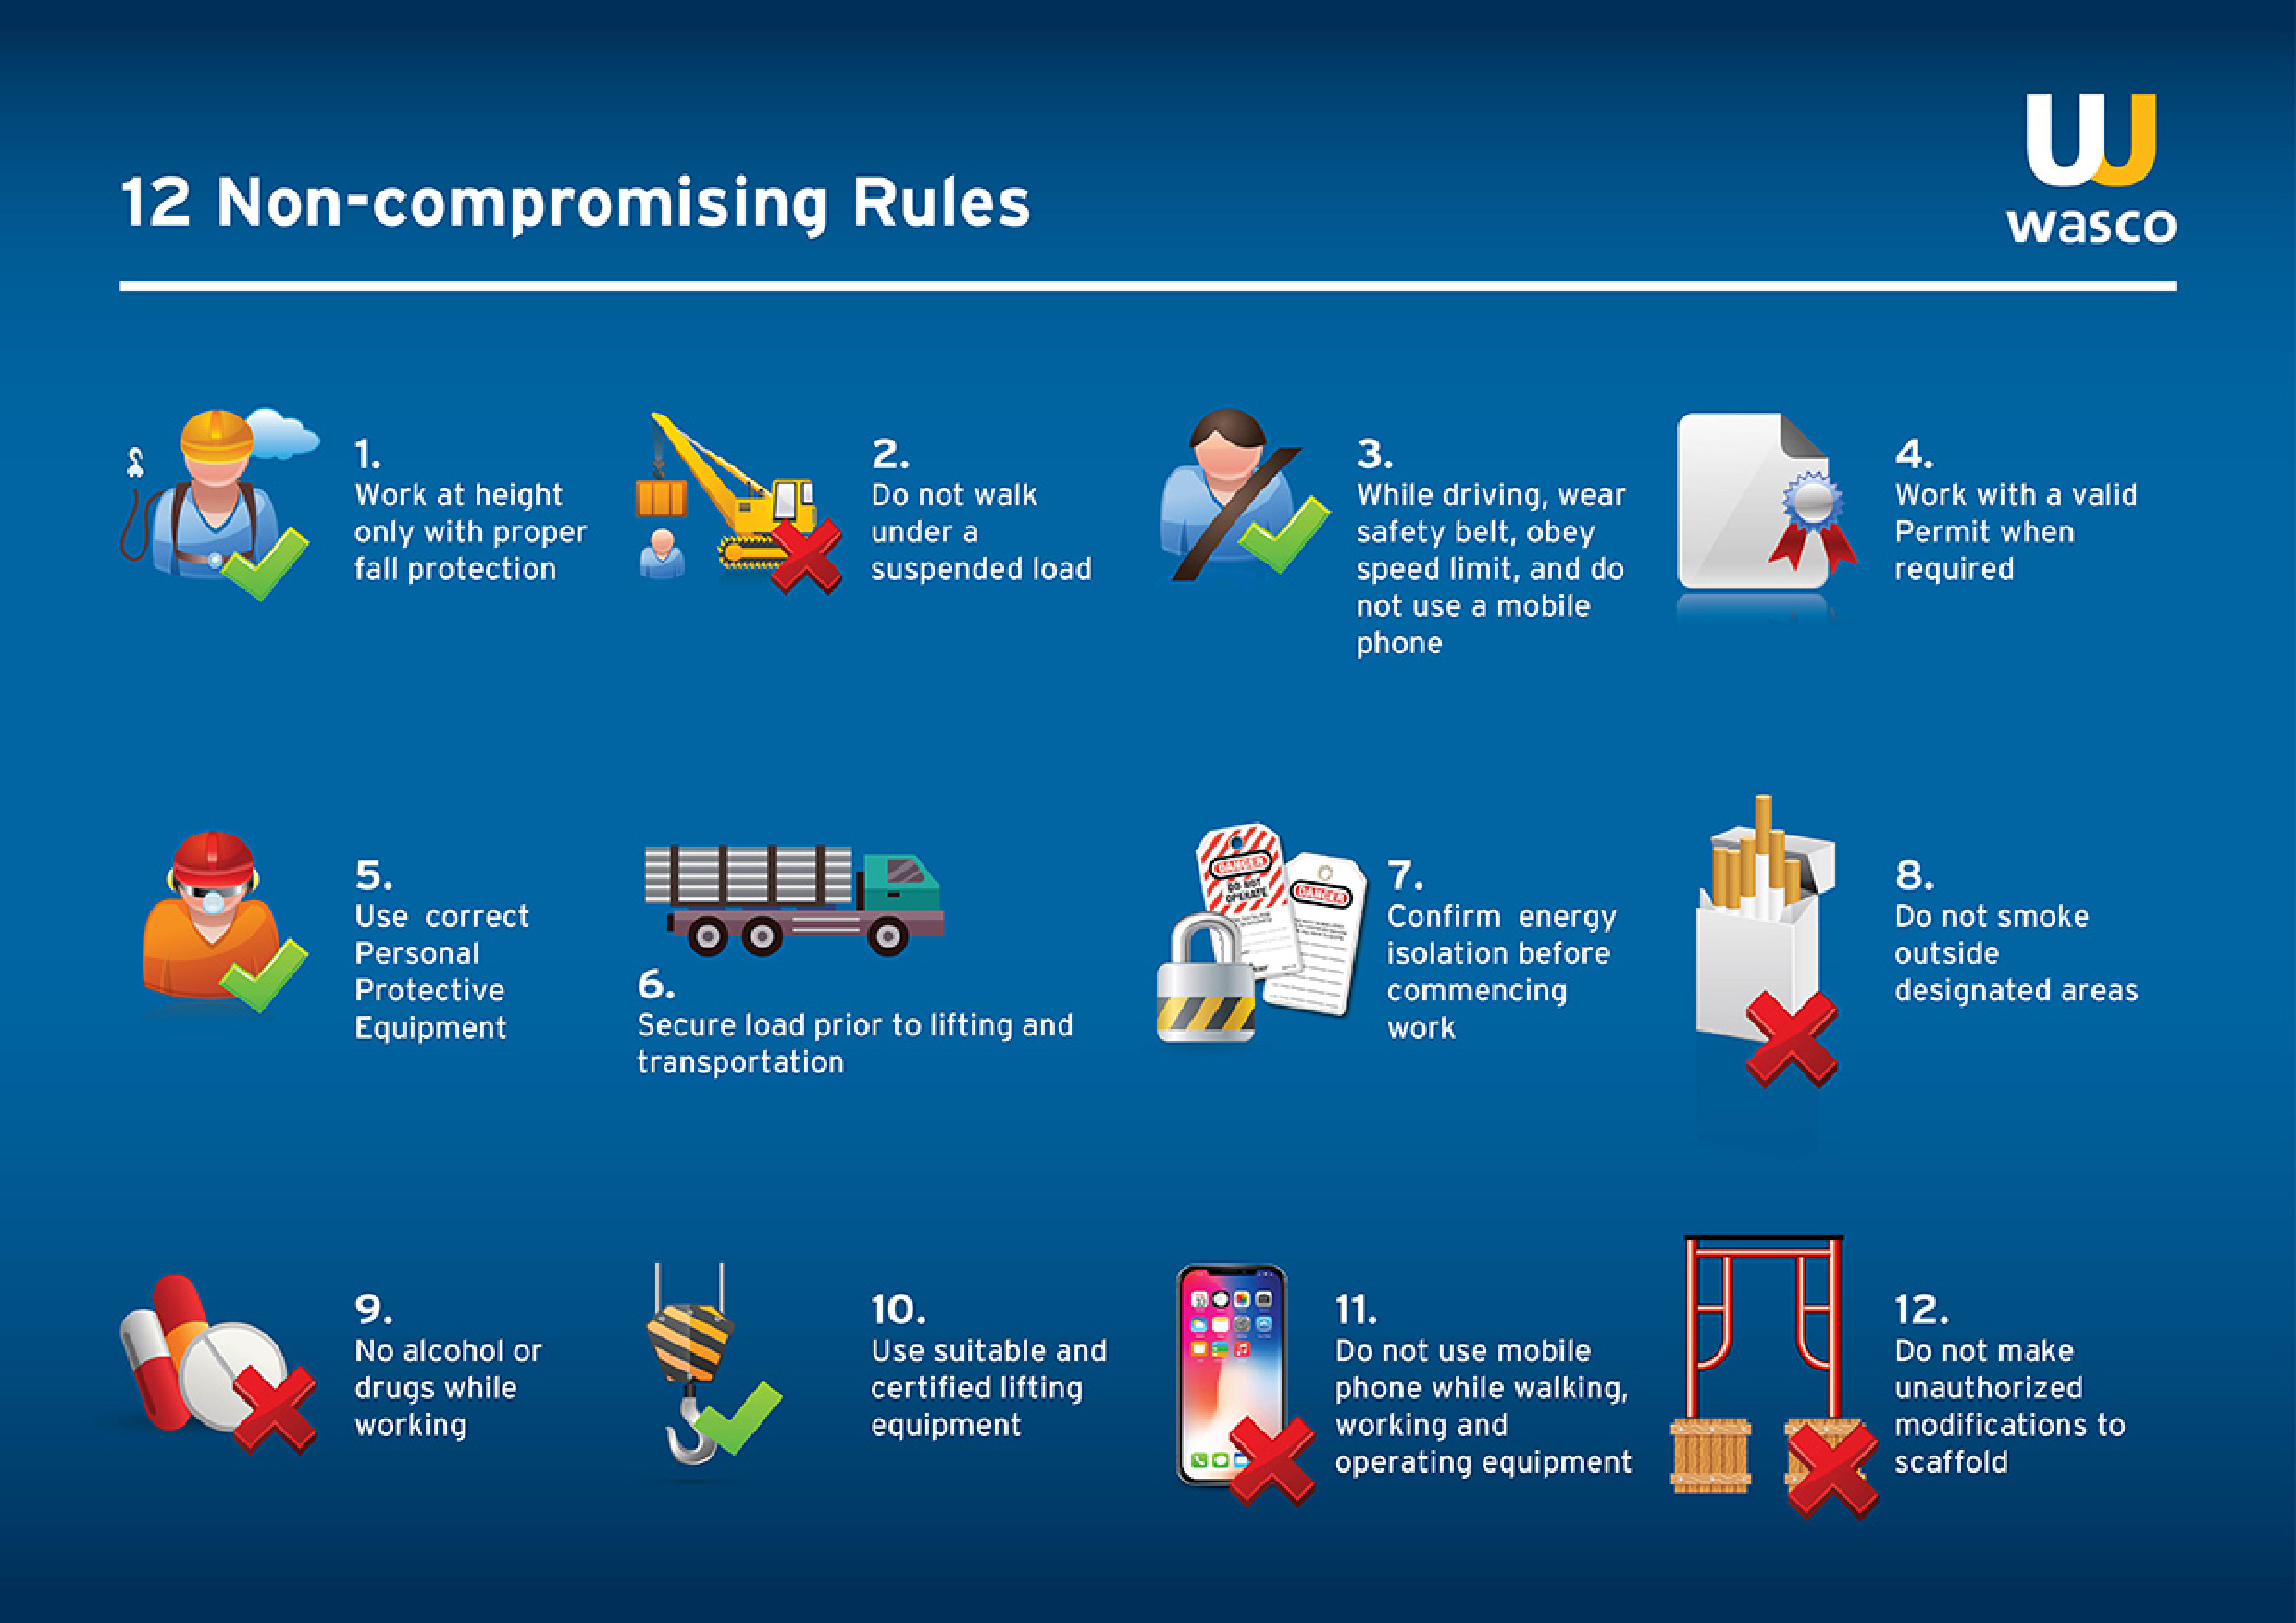 12 Non-compromising Rules
wasco
1.
Work at height
only with proper
fall protection
2.
Do not walk
under a
suspended load
3.
While driving, wear
safety belt, obey
speed limit, and do
not use a mobile
phone
4.
Work with a valid
Permit when
required
5.
Use correct
Personal
Protective
Equipment
6.
Secure load prior to lifting and
transportation
DANGER
DO NOT
OPERATE
DANGER
7.
Confirm energy
isolation before
commencing
work
8.
Do not smoke
outside
designated areas
9.
No alcohol or
drugs while
working
10.
Use suitable and
certified lifting
equipment
11.
Do not use mobile
phone while walking,
working and
operating equipment
12.
Do not make
unauthorized
modifications to
scaffold